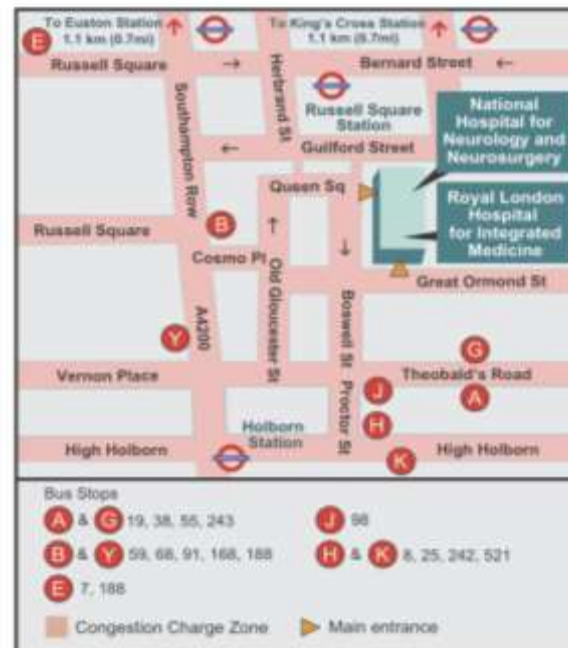 To Euston Station
1.1 km (0.7mi)
To King's Cross Station
1.1 km (0.7mi)
E
Russell Square
→
Herbrand St
Bernard Street
←
Southampton Row
Russell Square
Station
National
Hospital for
Neurology and
Neurosurgery
←
Guilford Street
Queen Sq
Royal London
Hospital
for Integrated
Medicine
B
Russell Square
Cosmo Pl
Old Gloucester St
Boswell St
Great Ormond St
Y
A4200
G
Vernon Place
Theobald's Road
J
A
Proctor St
Holborn
Station
H
High Holborn
K
High Holborn
Bus Stops
A & G 19, 38, 55, 243
J 98
B & Y 59, 68, 91, 168, 188
H & K 8, 25, 242, 521
E 7, 188
Congestion Charge Zone
Main entrance